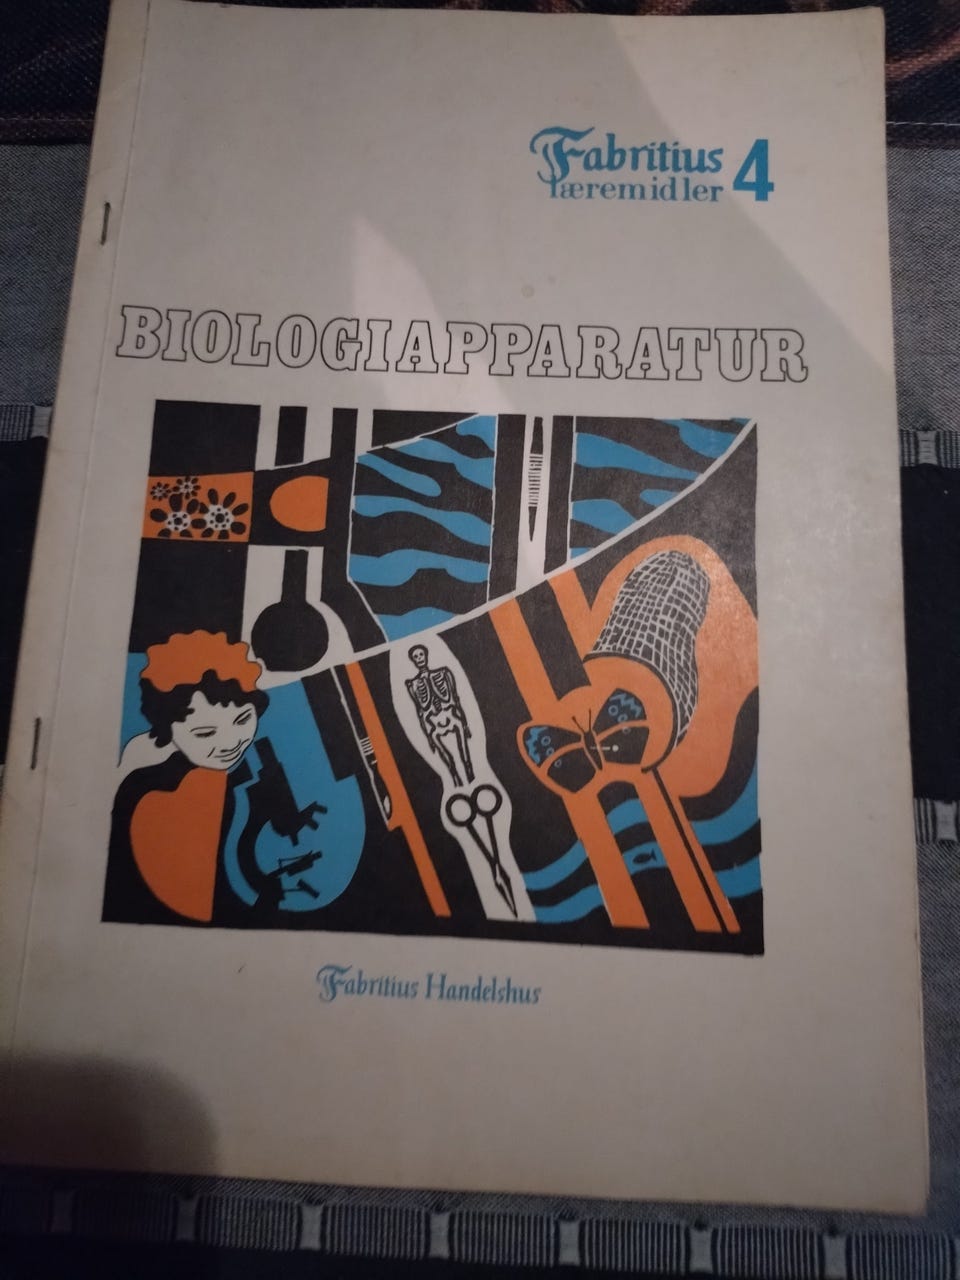 Fabritius
læremidler 4
BIOLOGIAPPARATUR
Fabritius Handelshus